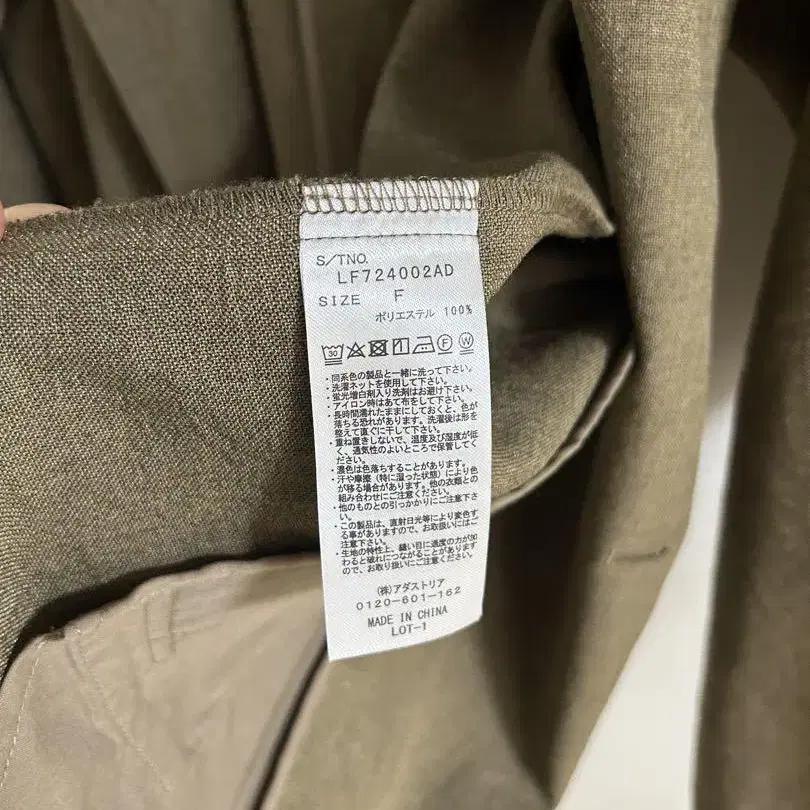 S/TNO.
LF724002AD
SIZE F
ポリエステル 100%
30 F W
・同系色の製品と一緒に洗って下さい。
・洗濯ネットを使用して下さい。
・蛍光増白剤入り洗剤はお避け下さい。
・アイロン時はあて布をして下さい。
・長時間濡れたままにしておくと、色が
落ちる恐れがあります。洗濯後は形を
整えて直ぐに干して下さい。
・重ね置きしないで、温度及び湿度が低
く、通気性のよいところで保管してく
ださい。
・濃色は色落ちすることがあります。
・汗や摩擦（特に湿った状態）により色
が移る場合があります。他の衣類との
組み合わせにご注意ください。
・他のものとの引っかかりにご注意下さ
い。
・この製品は、直射日光等により変色す
る事がありますので、お取り扱いにはご
注意下さい。
・生地の特性上、縫い目に過度の力が加
わると破れにつながることがあります
ので、お取り扱いにご注意下さい。
(株)アダストリア
0120-601-162
MADE IN CHINA
LOT-1